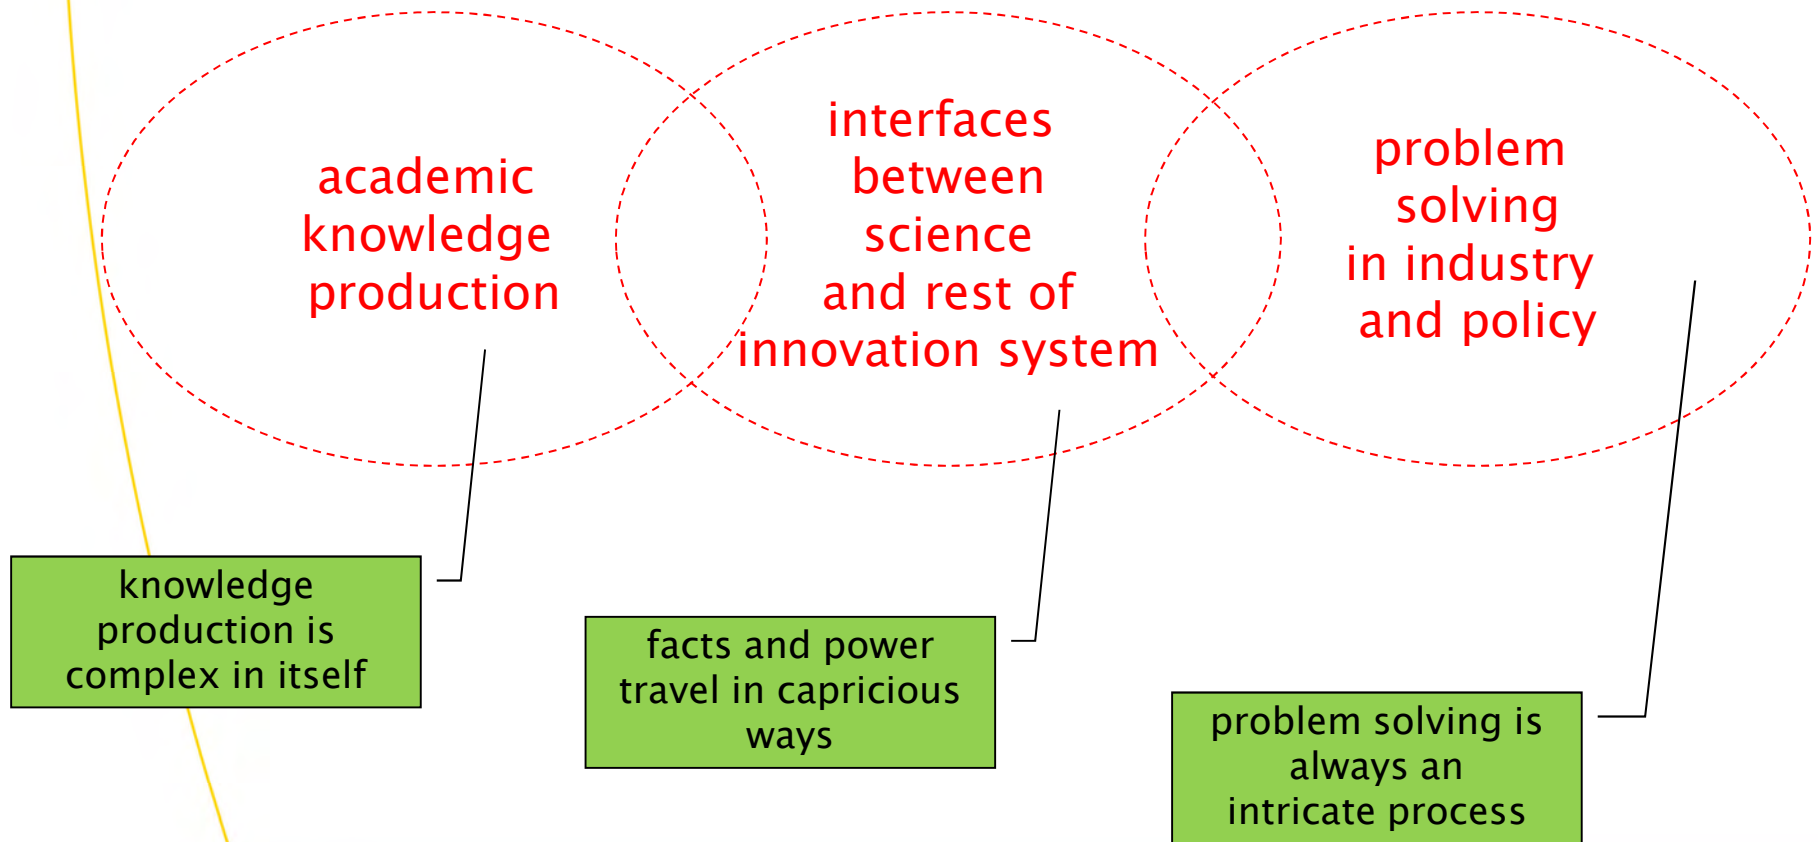 academic
knowledge
production
interfaces
between
science
and rest of
innovation system
problem
solving
in industry
and policy
knowledge
production is
complex in itself
facts and power
travel in capricious
ways
problem solving is
always an
intricate process